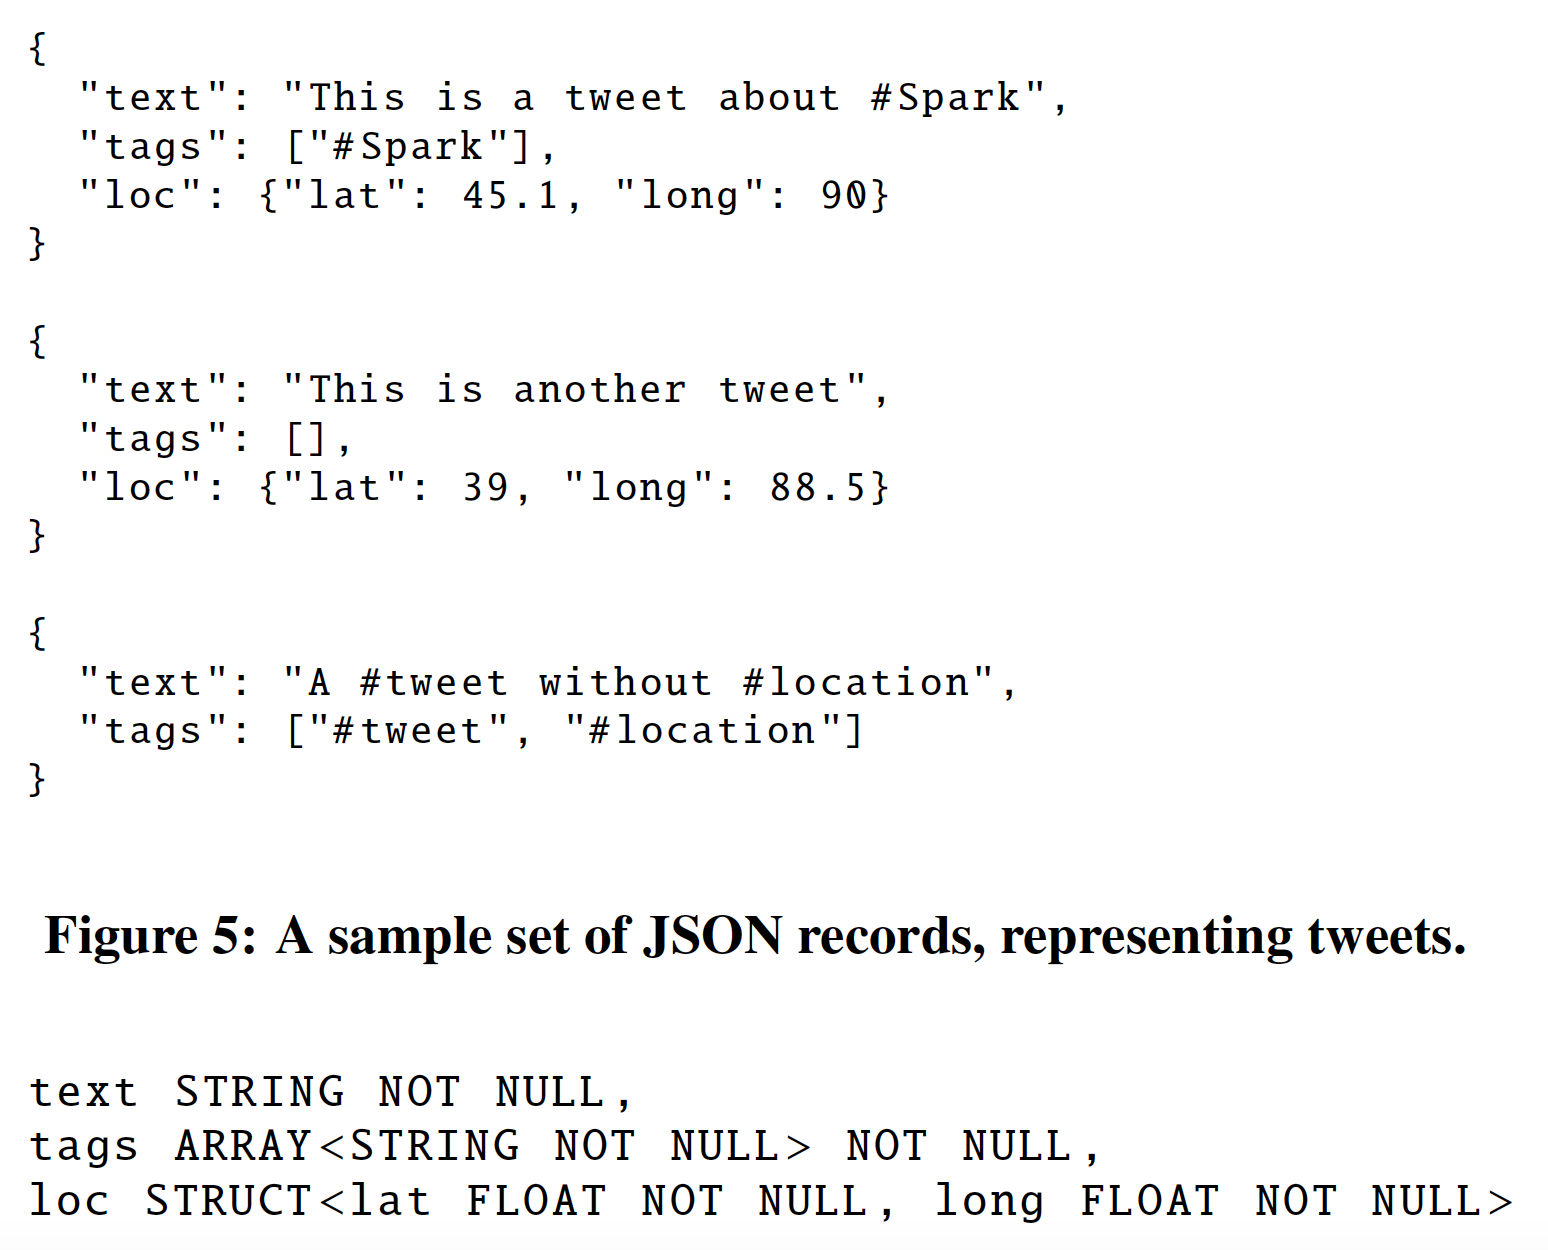 {
  "text": "This is a tweet about #Spark",
  "tags": ["#Spark"],
  "loc": {"lat": 45.1, "long": 90}
}

{
  "text": "This is another tweet",
  "tags": [],
  "loc": {"lat": 39, "long": 88.5}
}

{
  "text": "A #tweet without #location",
  "tags": ["#tweet", "#location"]
}

Figure 5: A sample set of JSON records, representing tweets.

text STRING NOT NULL,
tags ARRAY<STRING NOT NULL> NOT NULL,
loc STRUCT<lat FLOAT NOT NULL, long FLOAT NOT NULL>